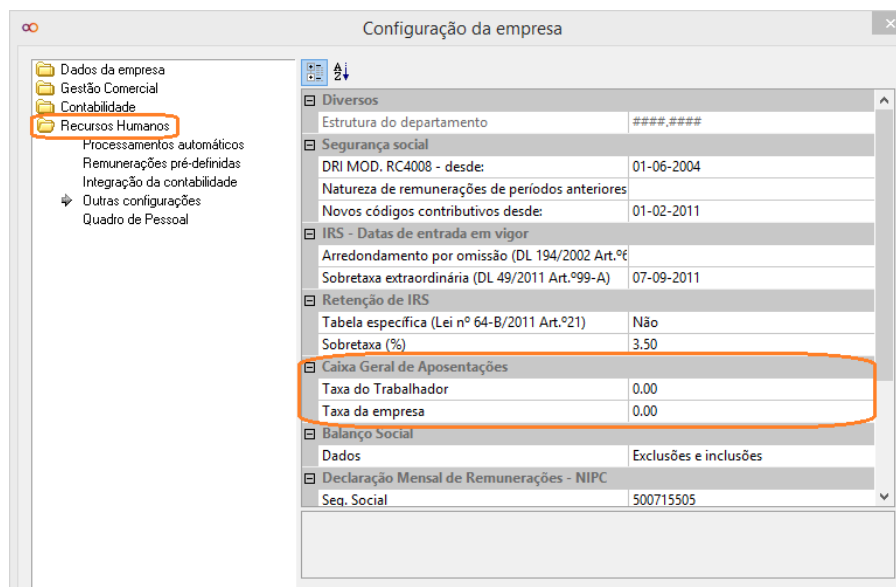 Configuração da empresa
Dados da empresa
Gestão Comercial
Contabilidade
Recursos Humanos
Processamentos automáticos
Remunerações pré-definidas
Integração da contabilidade
Outras configurações
Quadro de Pessoal
Diversos
Estrutura do departamento ####.####
Segurança social
DRI MOD. RC4008 - desde: 01-06-2004
Natureza de remunerações de períodos anteriores
Novos códigos contributivos desde: 01-02-2011
IRS - Datas de entrada em vigor
Arredondamento por omissão (DL 194/2002 Art.º6
Sobretaxa extraordinária (DL 49/2011 Art.º99-A) 07-09-2011
Retenção de IRS
Tabela específica (Lei nº 64-B/2011 Art.º21) Não
Sobretaxa (%) 3.50
Caixa Geral de Aposentações
Taxa do Trabalhador 0.00
Taxa da empresa 0.00
Balanço Social
Dados Exclusões e inclusões
Declaração Mensal de Remunerações - NIPC
Seg. Social 500715505